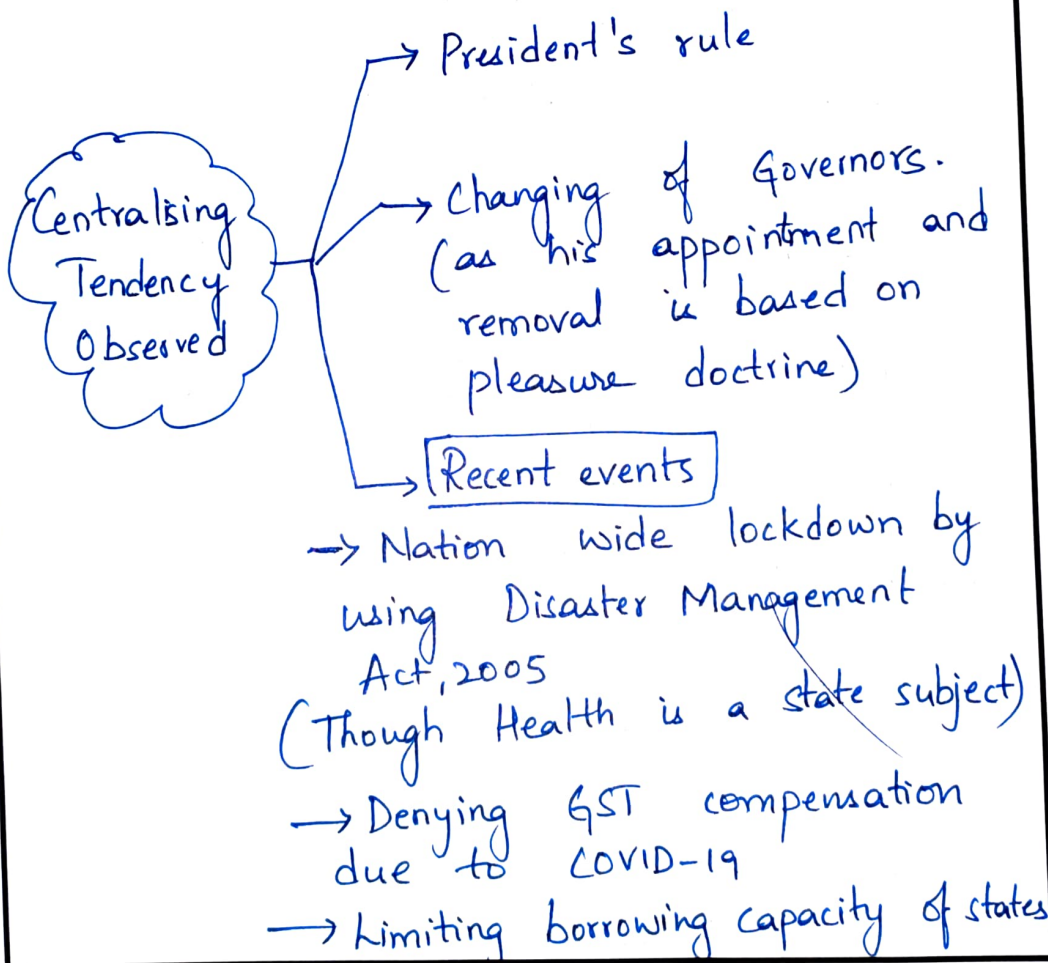 → President's rule
Centralising
Tendency
Observed
→ Changing of Governors.
(as his appointment and
removal is based on
pleasure doctrine)
→ Recent events
→ Nation wide lockdown by
using Disaster Management
Act, 2005
(Though Health is a state subject)
→ Denying GST compensation
due to COVID-19
→ Limiting borrowing capacity of states